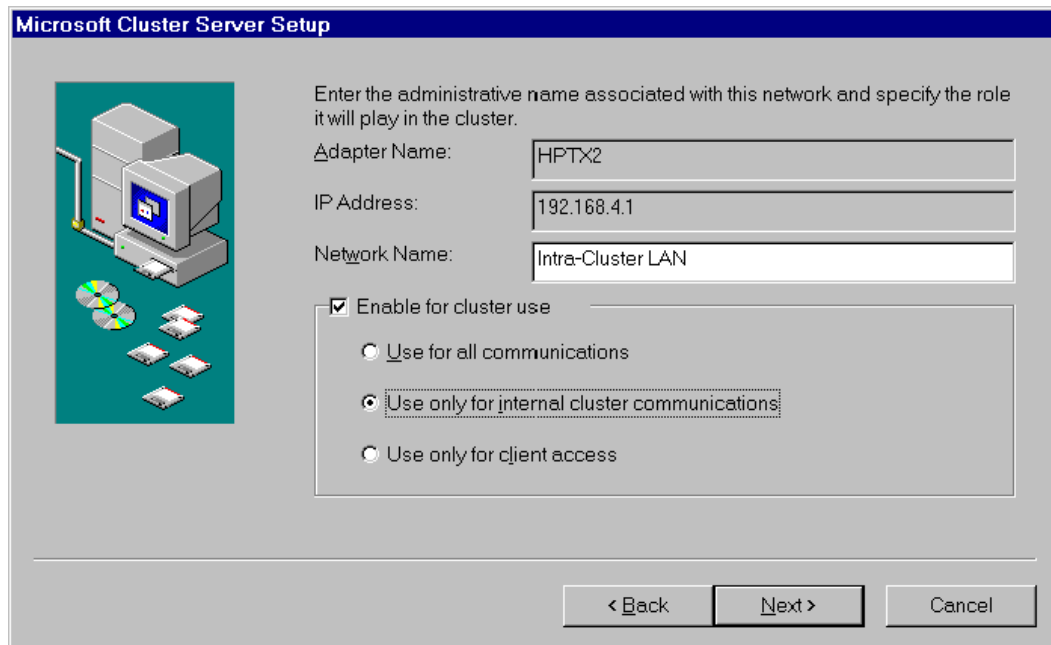 Microsoft Cluster Server Setup
Enter the administrative name associated with this network and specify the role
it will play in the cluster.
Adapter Name: HPTX2
IP Address: 192.168.4.1
Network Name: Intra-Cluster LAN
Enable for cluster use
Use for all communications
Use only for internal cluster communications
Use only for client access
< Back Next > Cancel